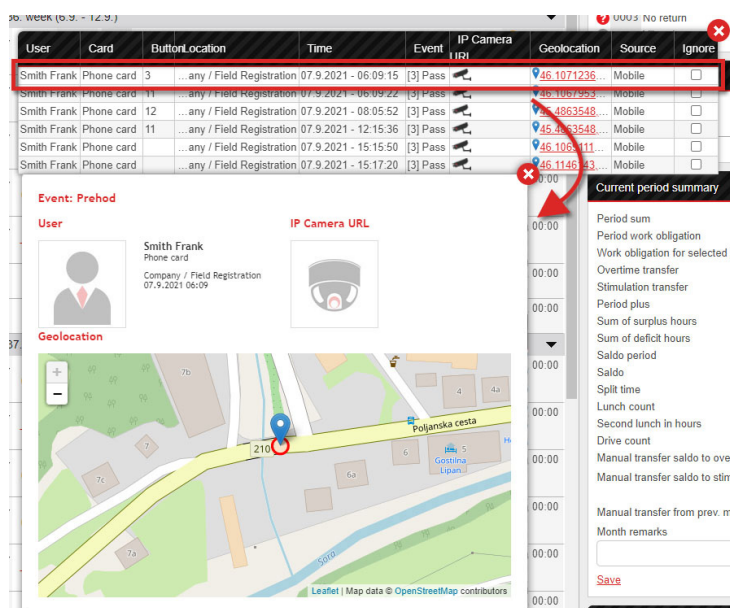 36. week (6.9. - 12.9.)
0003 No return
User Card Button Location Time Event IP Camera URL Geolocation Source Ignore
Smith Frank Phone card 3 ...any / Field Registration 07.9.2021 - 06:09:15 [3] Pass 46.1071236... Mobile
Smith Frank Phone card 11 ...any / Field Registration 07.9.2021 - 06:09:22 [3] Pass 46.1067953... Mobile
Smith Frank Phone card 12 ...any / Field Registration 07.9.2021 - 08:05:52 [3] Pass 45.4863548... Mobile
Smith Frank Phone card 11 ...any / Field Registration 07.9.2021 - 12:15:36 [3] Pass Mobile
Smith Frank Phone card ...any / Field Registration 07.9.2021 - 15:15:50 [3] Pass Mobile
Smith Frank Phone card ...any / Field Registration 07.9.2021 - 15:17:20 [3] Pass Mobile
Event: Prehod
User
IP Camera URL
Smith Frank
Phone card
Company / Field Registration
07.9.2021 06:09
Geolocation
+
−
7b
4
4a
Poljanska cesta
7
210
6
5
Gostilna
Lipan
7c
6a
7a
Sora
Leaflet | Map data © OpenStreetMap contributors
37.
00:00
00:00
00:00
00:00
00:00
00:00
00:00
00:00
00:00
00:00
Current period summary
Period sum
Period work obligation
Work obligation for selected
Overtime transfer
Stimulation transfer
Period plus
Sum of surplus hours
Sum of deficit hours
Saldo period
Saldo
Split time
Lunch count
Second lunch in hours
Drive count
Manual transfer saldo to ove
Manual transfer saldo to stim
Manual transfer from prev. m
Month remarks
Save